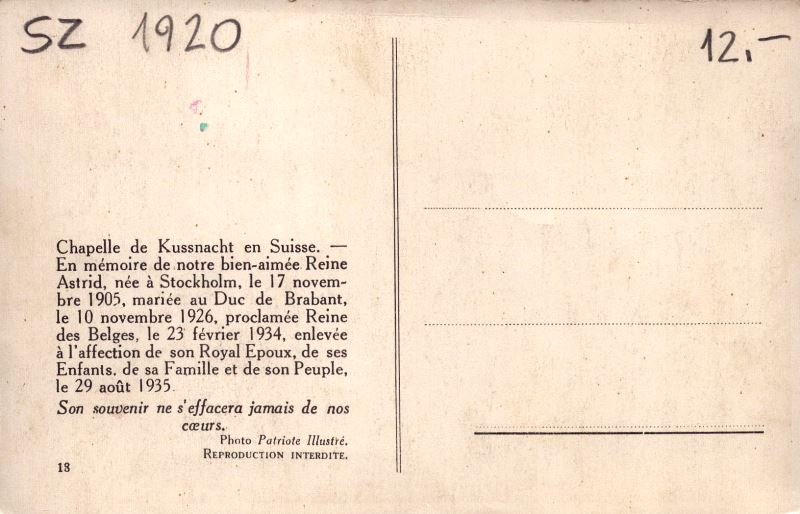 SZ 1920
12.-
Chapelle de Kussnacht en Suisse. —
En mémoire de notre bien-aimée Reine
Astrid, née à Stockholm, le 17 novem-
bre 1905, mariée au Duc de Brabant,
le 10 novembre 1926, proclamée Reine
des Belges, le 23 février 1934, enlevée
à l'affection de son Royal Epoux, de ses
Enfants, de sa Famille et de son Peuple,
le 29 août 1935.
Son souvenir ne s'effacera jamais de nos
cœurs.
Photo Patriote Illustré.
REPRODUCTION INTERDITE.
13